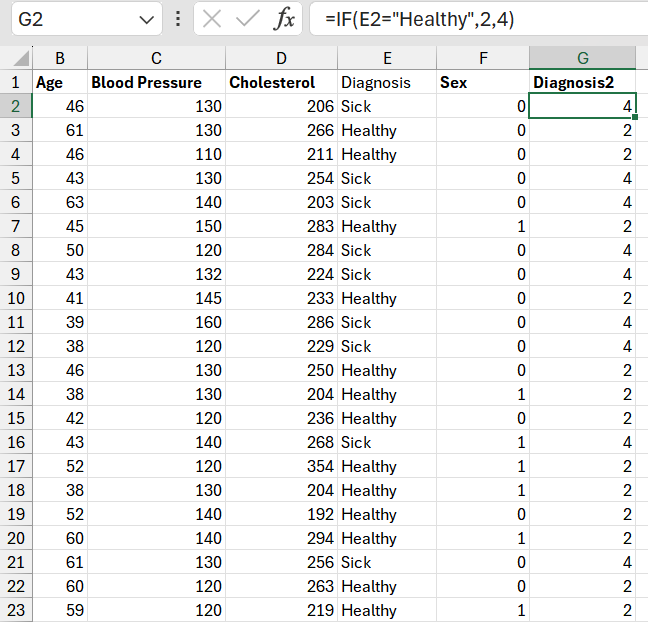 G2 fx =IF(E2="Healthy",2,4)
B C D E F G
1 Age Blood Pressure Cholesterol Diagnosis Sex Diagnosis2
2 46 130 206 Sick 0 4
3 61 130 266 Healthy 0 2
4 46 110 211 Healthy 0 2
5 43 130 254 Sick 0 4
6 63 140 203 Sick 0 4
7 45 150 283 Healthy 1 2
8 50 120 284 Sick 0 4
9 43 132 224 Sick 0 4
10 41 145 233 Healthy 0 2
11 39 160 286 Sick 0 4
12 38 120 229 Sick 0 4
13 46 130 250 Healthy 0 2
14 38 130 204 Healthy 1 2
15 42 120 236 Healthy 0 2
16 43 140 268 Sick 1 4
17 52 120 354 Healthy 1 2
18 38 130 204 Healthy 1 2
19 52 140 192 Healthy 0 2
20 60 140 294 Healthy 1 2
21 61 130 256 Sick 0 4
22 60 120 263 Healthy 0 2
23 59 120 219 Healthy 1 2